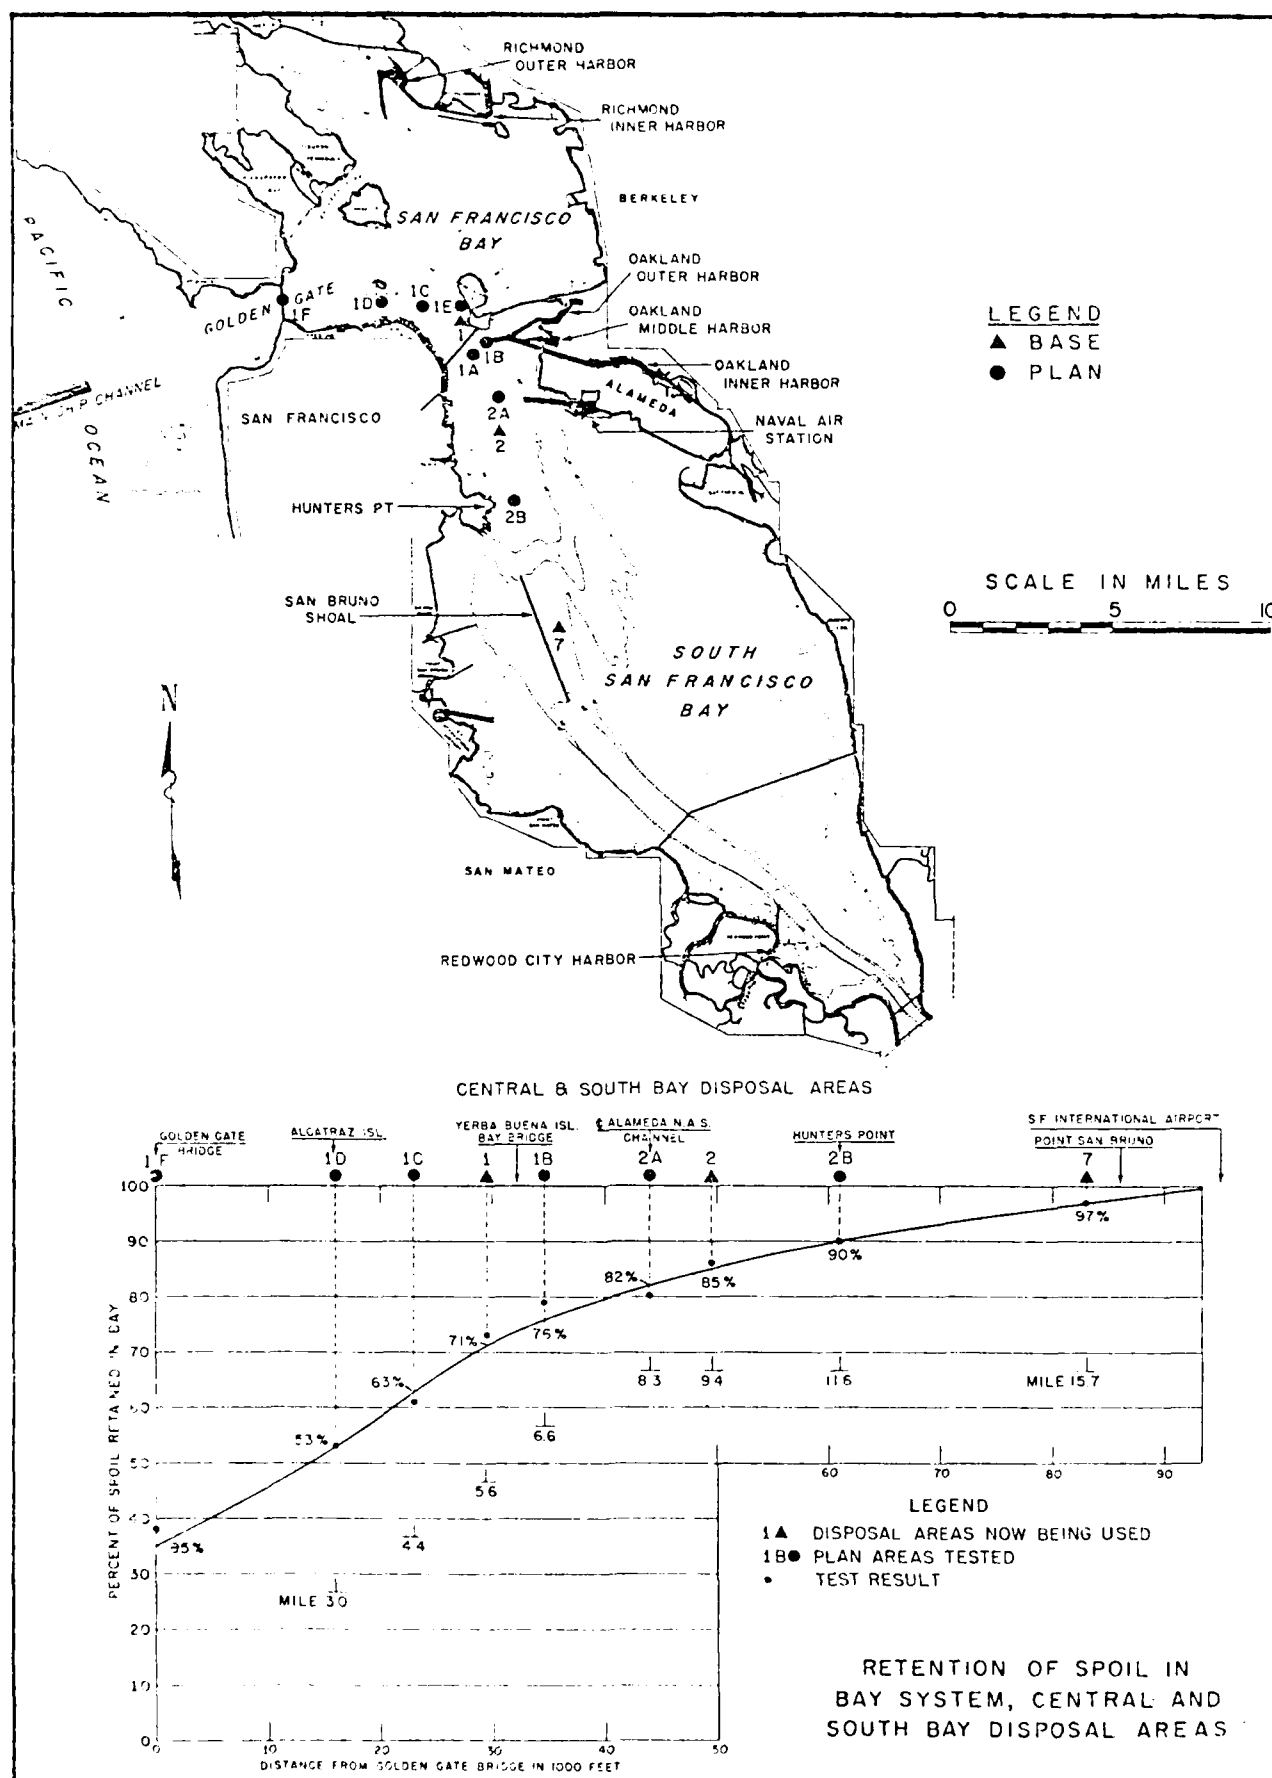 RICHMOND
OUTER HARBOR
RICHMOND
INNER HARBOR
BERKELEY
SAN FRANCISCO
BAY
OAKLAND
OUTER HARBOR
OAKLAND
MIDDLE HARBOR
OAKLAND
INNER HARBOR
ALAMEDA
NAVAL AIR
STATION
PACIFIC
OCEAN
GOLDEN GATE
1F
1D
1C
1E
1
1B
1A
2A
2
2B
7
MAIN SHIP CHANNEL
SAN FRANCISCO
HUNTERS PT
SAN BRUNO
SHOAL
SOUTH
SAN FRANCISCO
BAY
N
SAN MATEO
REDWOOD CITY HARBOR
LEGEND
▲ BASE
● PLAN
SCALE IN MILES
0 5 10
CENTRAL & SOUTH BAY DISPOSAL AREAS
GOLDEN GATE
BRIDGE
ALCATRAZ ISL.
YERBA BUENA ISL.
BAY BRIDGE
℄ ALAMEDA N.A.S.
CHANNEL
HUNTERS POINT
S F INTERNATIONAL AIRPORT
POINT SAN BRUNO
1F 1D 1C 1 1B 2A 2 2B 7
PERCENT OF SPOIL RETAINED IN BAY
100
90
80
70
60
50
40
30
20
10
0
35%
53%
63%
71%
76%
82%
85%
90%
97%
MILE 3.0
4.4
5.6
6.6
8.3
9.4
11.6
MILE 15.7
60 70 80 90
0 10 20 30 40 50
DISTANCE FROM GOLDEN GATE BRIDGE IN 1000 FEET
LEGEND
1▲ DISPOSAL AREAS NOW BEING USED
1B● PLAN AREAS TESTED
• TEST RESULT
RETENTION OF SPOIL IN
BAY SYSTEM, CENTRAL AND
SOUTH BAY DISPOSAL AREAS